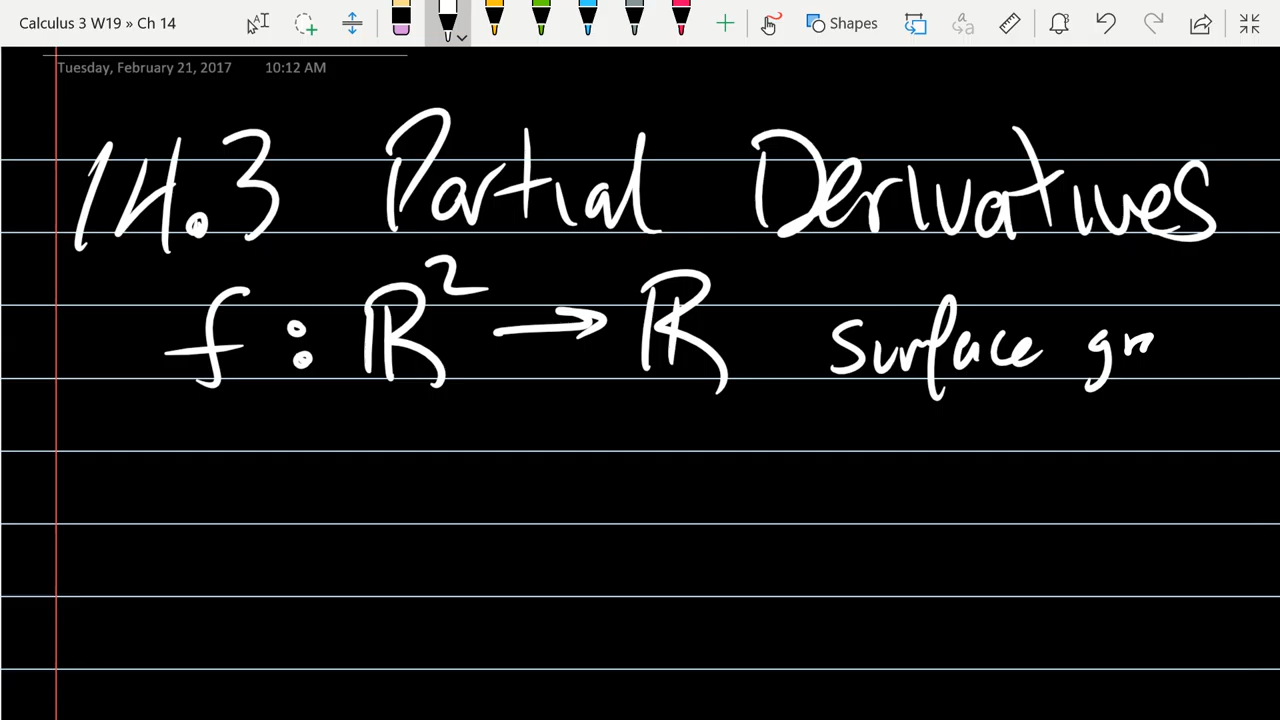 Calculus 3 W19 » Ch 14
Shapes
Tuesday, February 21, 2017 10:12 AM
14.3 Partial Derivatives
f : ℝ² → ℝ surface gr